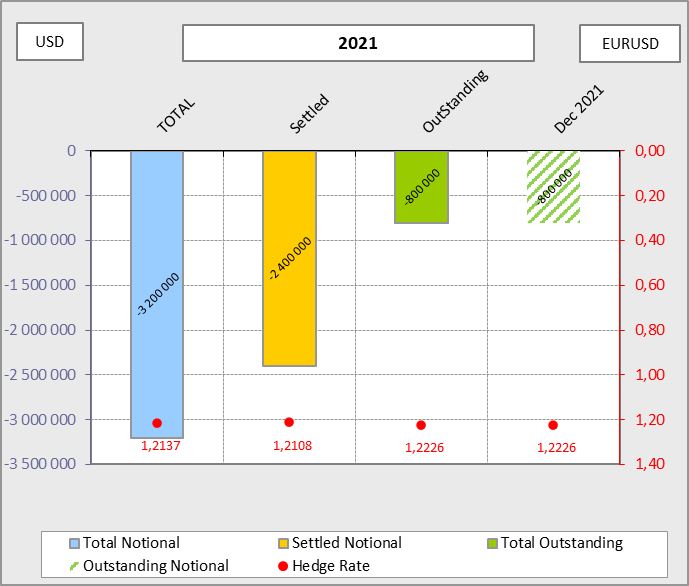 USD
2021
EURUSD
TOTAL
Settled
OutStanding
Dec 2021
0
-500 000
-1 000 000
-1 500 000
-2 000 000
-2 500 000
-3 000 000
-3 500 000
-3 200 000
-2 400 000
-800 000
-800 000
0,00
0,20
0,40
0,60
0,80
1,00
1,20
1,40
1,2137
1,2108
1,2226
1,2226
Total Notional
Settled Notional
Total Outstanding
Outstanding Notional
Hedge Rate